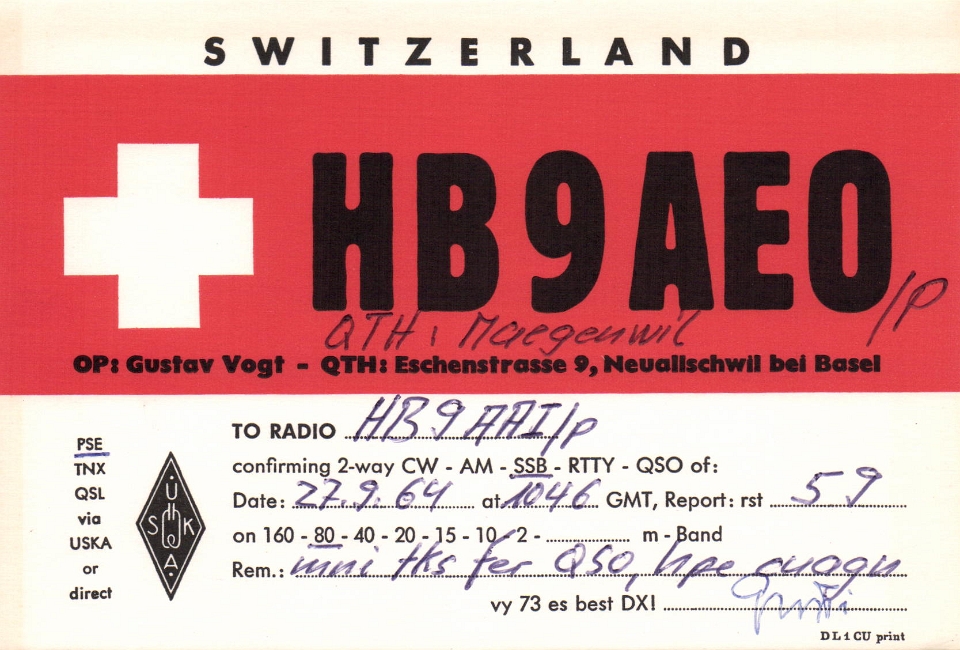 SWITZERLAND
HB9AEO/p
QTH: Maegenwil
OP: Gustav Vogt - QTH: Eschenstrasse 9, Neuallschwil bei Basel
PSE
TNX
QSL
via
USKA
or
direct
U
S K
A
TO RADIO HB9AAI/p
confirming 2-way CW - AM - SSB - RTTY - QSO of:
Date: 27.9.64 at 1046 GMT, Report: rst 59
on 160 - 80 - 40 - 20 - 15 - 10 - 2 - m - Band
Rem.: mni tks fer QSO, hpe cuagn
vy 73 es best DX!
DL1CU print